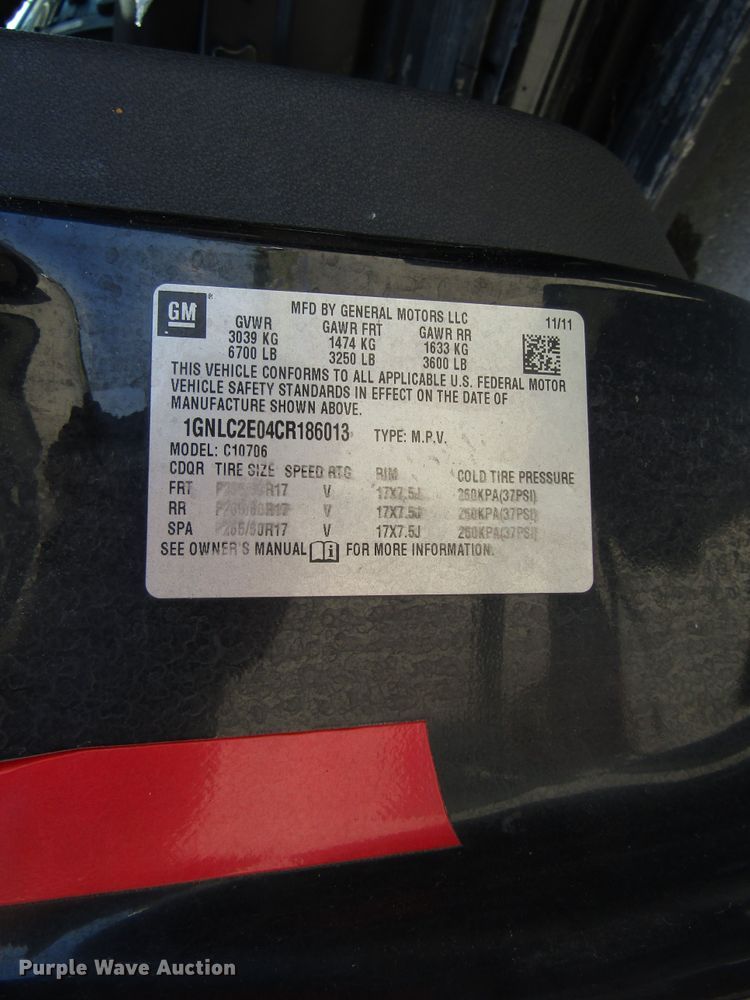 GM ®
MFD BY GENERAL MOTORS LLC
GVWR GAWR FRT GAWR RR 11/11
3039 KG 1474 KG 1633 KG
6700 LB 3250 LB 3600 LB
THIS VEHICLE CONFORMS TO ALL APPLICABLE U.S. FEDERAL MOTOR
VEHICLE SAFETY STANDARDS IN EFFECT ON THE DATE OF
MANUFACTURE SHOWN ABOVE.
1GNLC2E04CR186013 TYPE: M.P.V.
MODEL: C10706
CDQR TIRE SIZE SPEED RTG RIM COLD TIRE PRESSURE
FRT V 17X7.5J
RR V 17X7.5J
SPA P265/60R17 V 17X7.5J 260KPA(37PSI)
SEE OWNER'S MANUAL i FOR MORE INFORMATION.
Purple Wave Auction